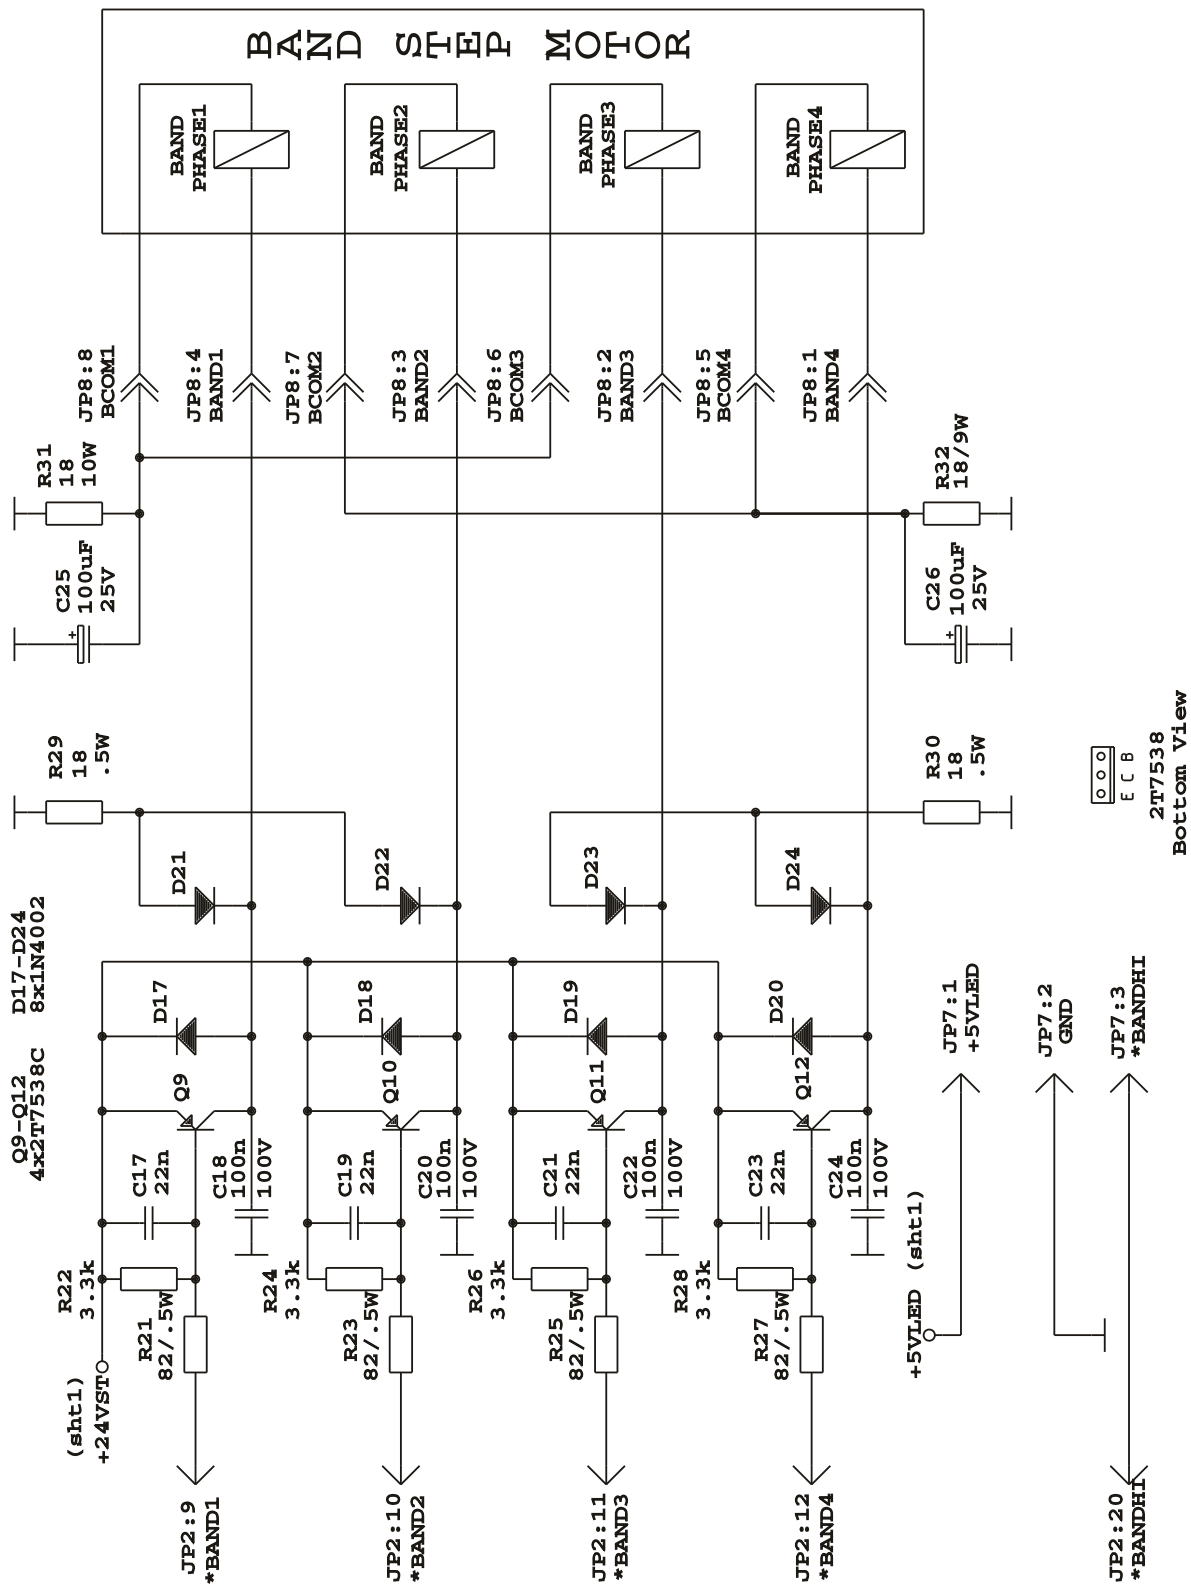 BAND STEP MOTOR
BAND
PHASE1
BAND
PHASE2
BAND
PHASE3
BAND
PHASE4
JP8:8
BCOM1
JP8:4
BAND1
JP8:7
BCOM2
JP8:3
BAND2
JP8:6
BCOM3
JP8:2
BAND3
JP8:5
BCOM4
JP8:1
BAND4
R31
18
10W
R32
18/9W
C25
100uF
25V
+
C26
100uF
25V
+
R29
18
.5W
R30
18
.5W
E C B
2T7538
Bottom View
D21
D22
D23
D24
Q9-Q12 D17-D24
4x2T7538C 8x1N4002
D17
D18
D19
D20
Q9
Q10
Q11
Q12
C17
22n
C18
100n
100V
C19
22n
C20
100n
100V
C21
22n
C22
100n
100V
C23
22n
C24
100n
100V
R22
3.3k
R21
82/.5W
R24
3.3k
R23
82/.5W
R26
3.3k
R25
82/.5W
R28
3.3k
R27
82/.5W
(sht1)
+24VST
JP2:9
*BAND1
JP2:10
*BAND2
JP2:11
*BAND3
JP2:12
*BAND4
JP7:1
+5VLED
JP7:2
GND
JP7:3
*BANDHI
+5VLED (sht1)
JP2:20
*BANDHI